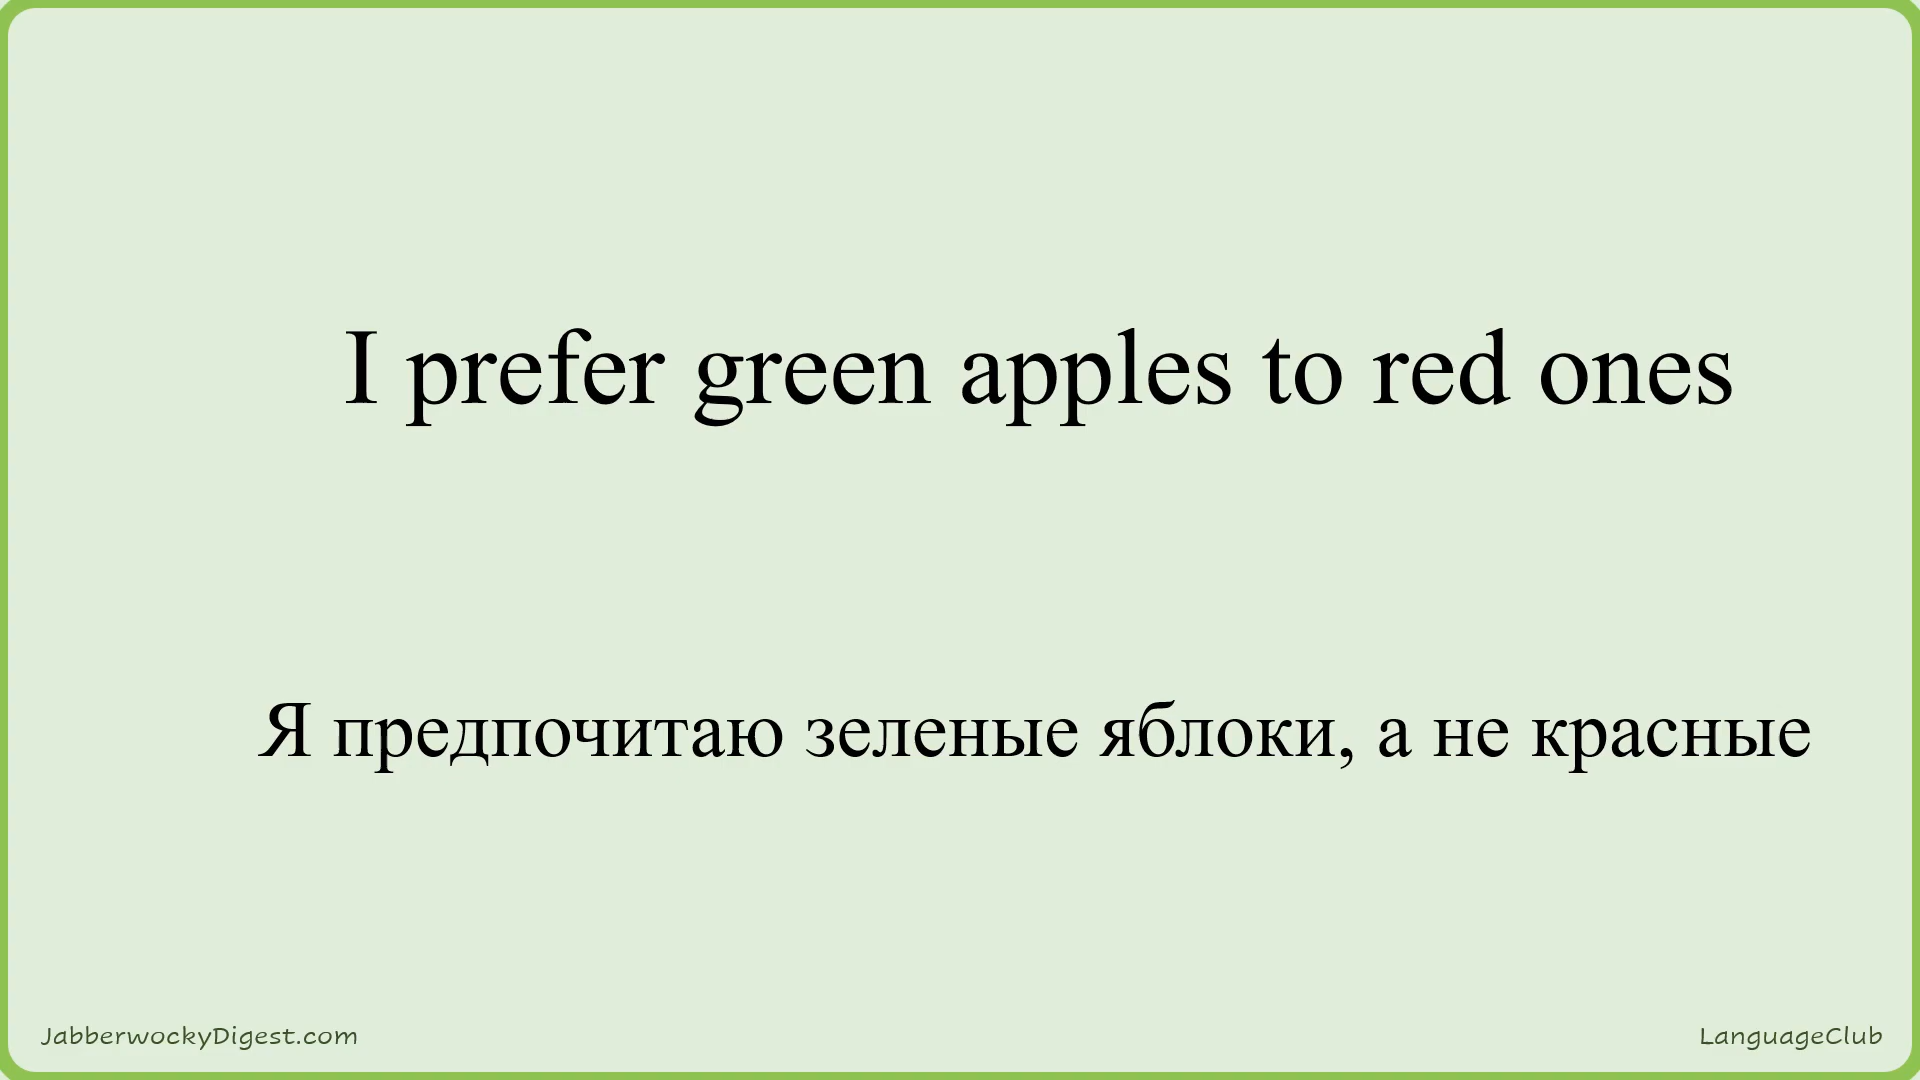 I prefer green apples to red ones
Я предпочитаю зеленые яблоки, а не красные
JabberwockyDigest.com
LanguageClub